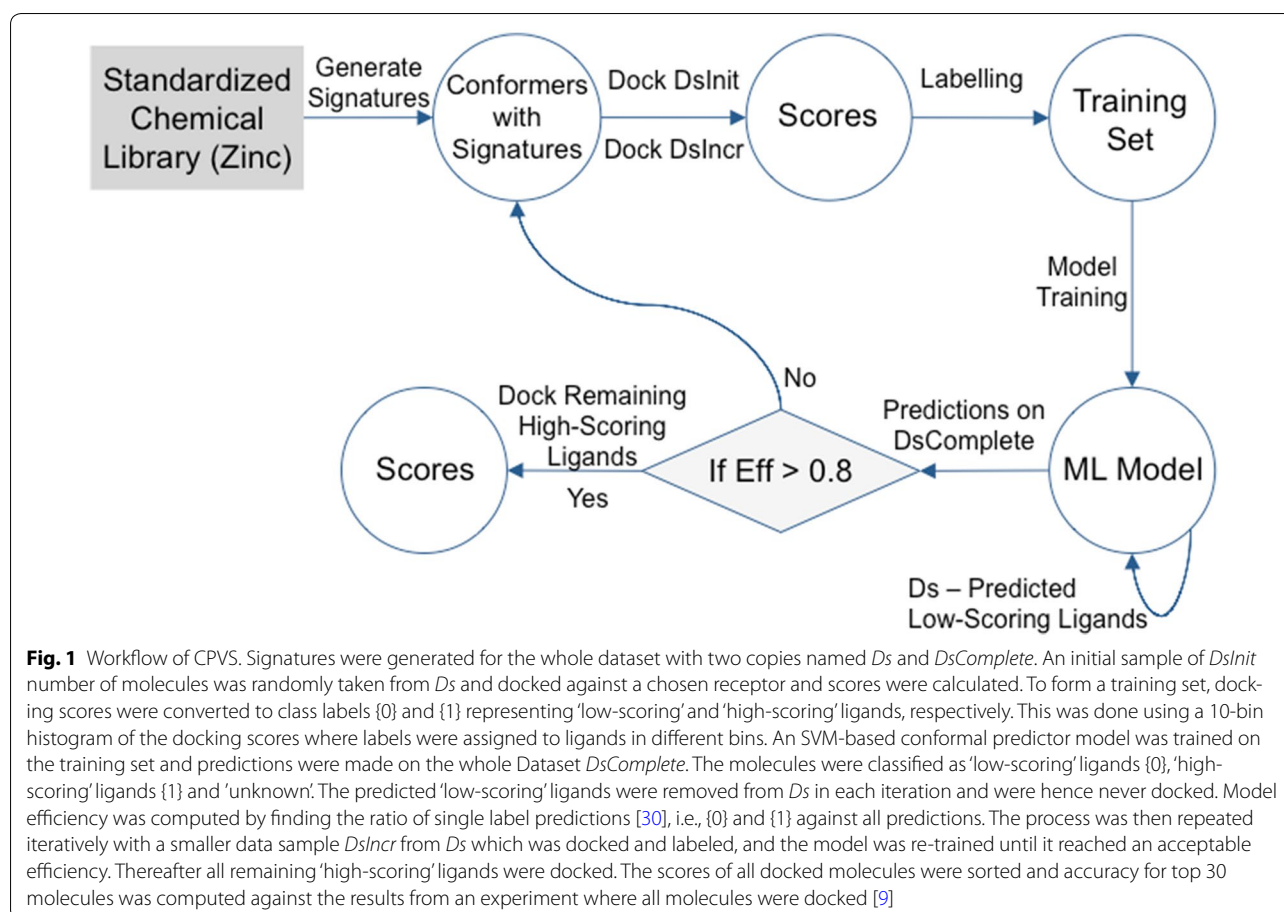 Standardized
Chemical
Library (Zinc)
Generate
Signatures
Conformers
with
Signatures
Dock DsInit
Dock DsIncr
Scores
Labelling
Training
Set
Model
Training
ML Model
Ds – Predicted
Low-Scoring Ligands
Predictions on
DsComplete
If Eff > 0.8
No
Dock Remaining
High-Scoring
Ligands
Yes
Scores
Fig. 1 Workflow of CPVS. Signatures were generated for the whole dataset with two copies named Ds and DsComplete. An initial sample of DsInit
number of molecules was randomly taken from Ds and docked against a chosen receptor and scores were calculated. To form a training set, dock-
ing scores were converted to class labels {0} and {1} representing 'low-scoring' and 'high-scoring' ligands, respectively. This was done using a 10-bin
histogram of the docking scores where labels were assigned to ligands in different bins. An SVM-based conformal predictor model was trained on
the training set and predictions were made on the whole Dataset DsComplete. The molecules were classified as 'low-scoring' ligands {0}, 'high-
scoring' ligands {1} and 'unknown'. The predicted 'low-scoring' ligands were removed from Ds in each iteration and were hence never docked. Model
efficiency was computed by finding the ratio of single label predictions [30], i.e., {0} and {1} against all predictions. The process was then repeated
iteratively with a smaller data sample DsIncr from Ds which was docked and labeled, and the model was re-trained until it reached an acceptable
efficiency. Thereafter all remaining 'high-scoring' ligands were docked. The scores of all docked molecules were sorted and accuracy for top 30
molecules was computed against the results from an experiment where all molecules were docked [9]